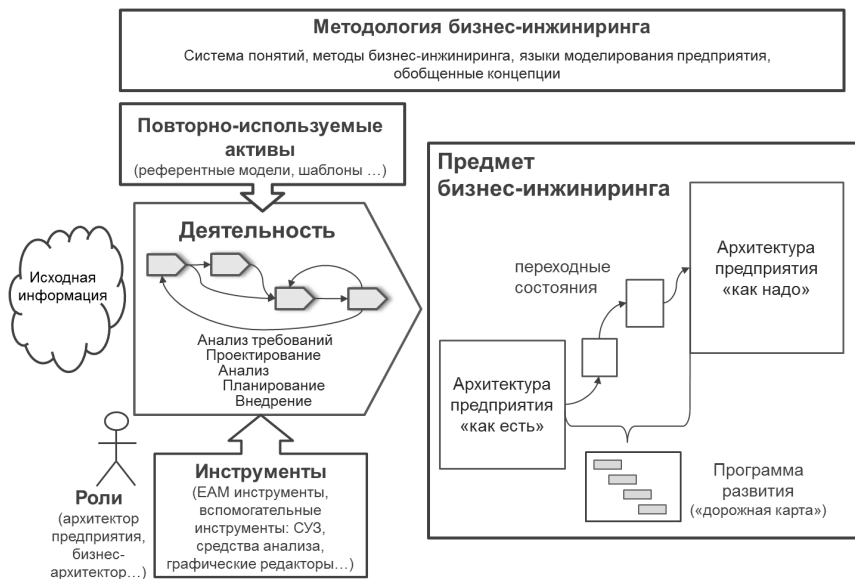 Методология бизнес-инжиниринга
Система понятий, методы бизнес-инжиниринга, языки моделирования предприятия,
обобщенные концепции
Повторно-используемые
активы
(референтные модели, шаблоны ...)
Деятельность
Исходная
информация
Анализ требований
Проектирование
Анализ
Планирование
Внедрение
Роли
(архитектор
предприятия,
бизнес-
архитектор...)
Инструменты
(EAM инструменты,
вспомогательные
инструменты: СУЗ,
средства анализа,
графические редакторы...)
Предмет
бизнес-инжиниринга
переходные
состояния
Архитектура
предприятия
«как надо»
Архитектура
предприятия
«как есть»
Программа
развития
(«дорожная карта»)